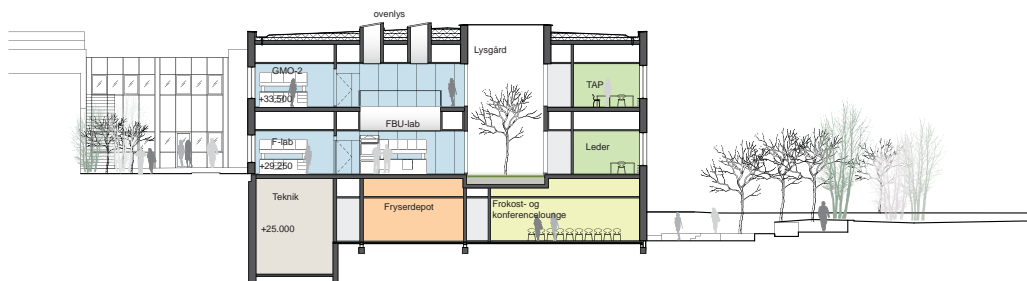 ovenlys
Lysgård
GMO-2
TAP
+33.500
FBU-lab
F-lab
Leder
+29.250
Teknik
Fryserdepot
Frokost- og
konferencelounge
+25.000